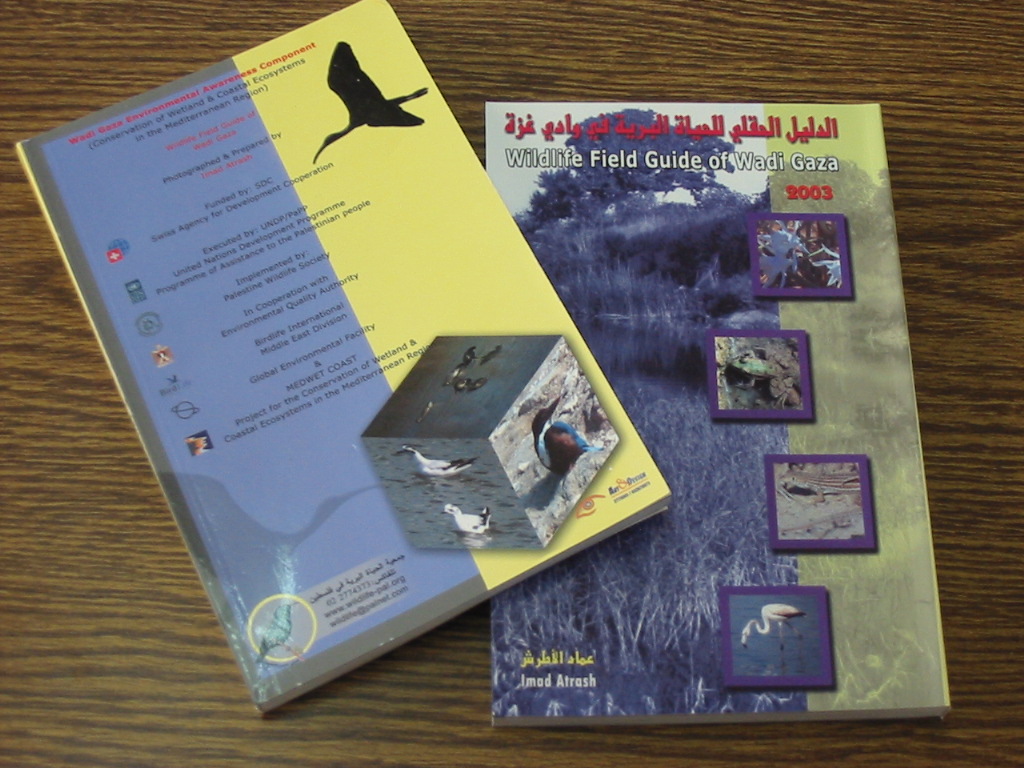 Wadi Gaza Environmental Awareness Component
(Conservation of Wetland & Coastal Ecosystems
in the Mediterranean Region)
Wildlife Field Guide of
Wadi Gaza
Photographed & Prepared by
Imad Atrash
Funded by: SDC
Swiss Agency for Development Cooperation
Executed by: UNDP/PaPP
United Nations Development Programme
Programme of Assistance to the Palestinian people
Implemented by
Palestine Wildlife Society
In Cooperation with
Environmental Quality Authority
Birdlife International
Middle East Division
Global Environmental Facility
&
MEDWET COAST
Project for the Conservation of Wetland &
Coastal Ecosystems in the Mediterranean Regio
جمعية الحياة البرية في فلسطين
تلفاكس: 2774373 02
www.wildlife-pal.org
wildlife@palnet.com
الدليل الحقلي للحياة البرية في وادي غزة
Wildlife Field Guide of Wadi Gaza
2003
عماد الأطرش
Imad Atrash